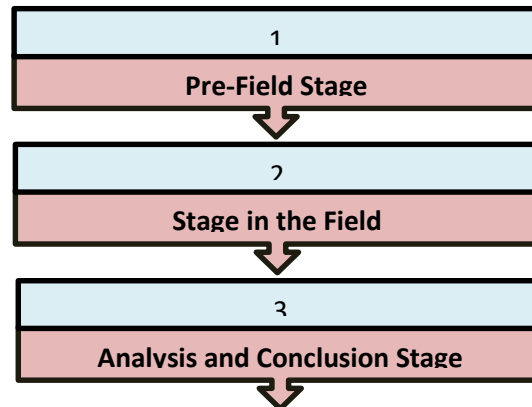 1
Pre-Field Stage
2
Stage in the Field
3
Analysis and Conclusion Stage